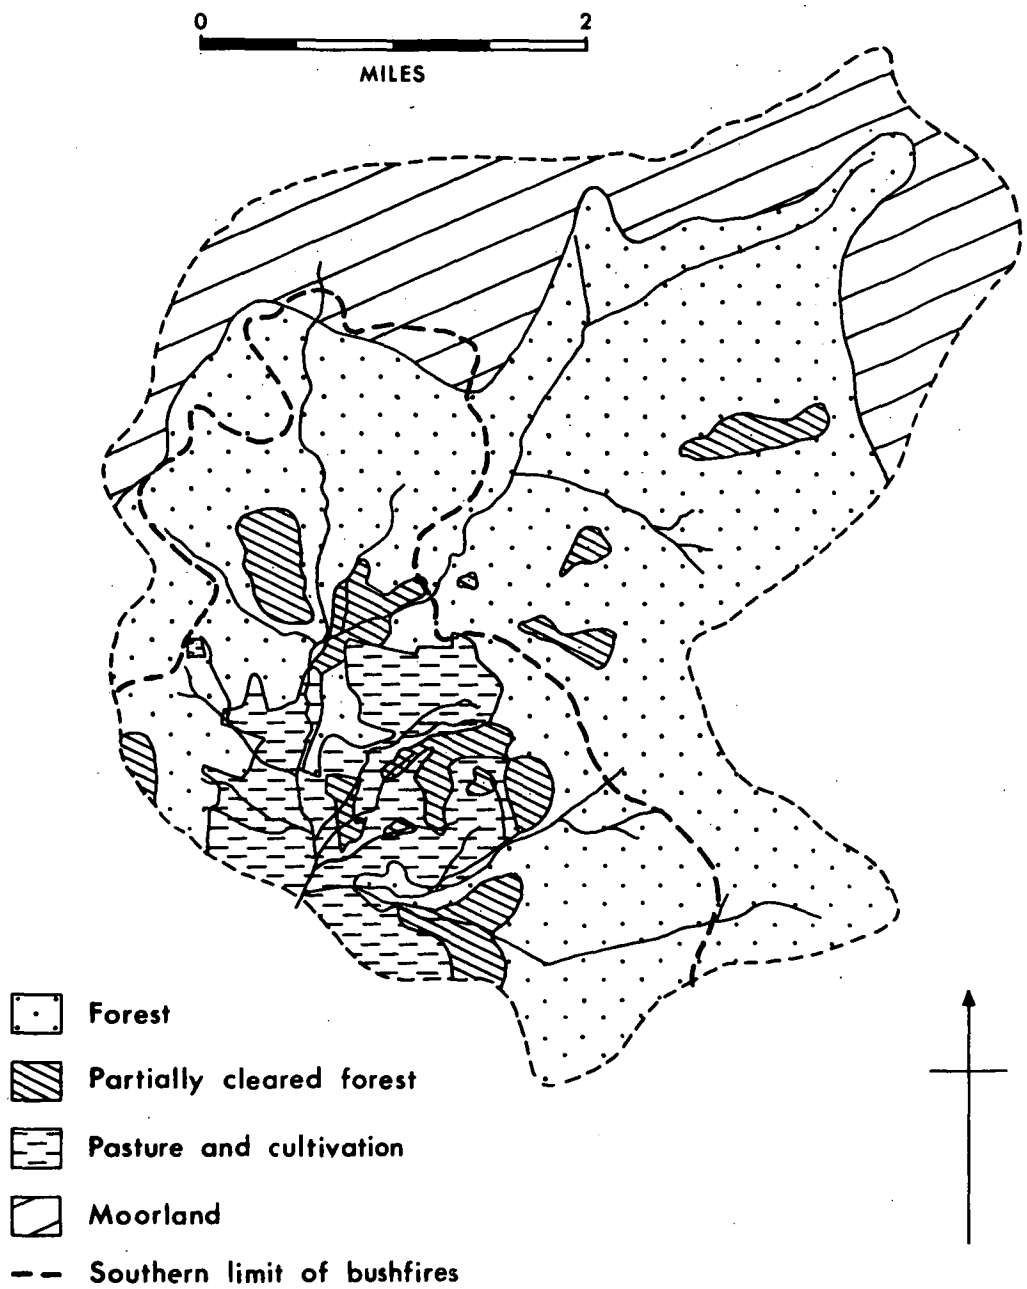 0 2
MILES
Forest
Partially cleared forest
Pasture and cultivation
Moorland
Southern limit of bushfires